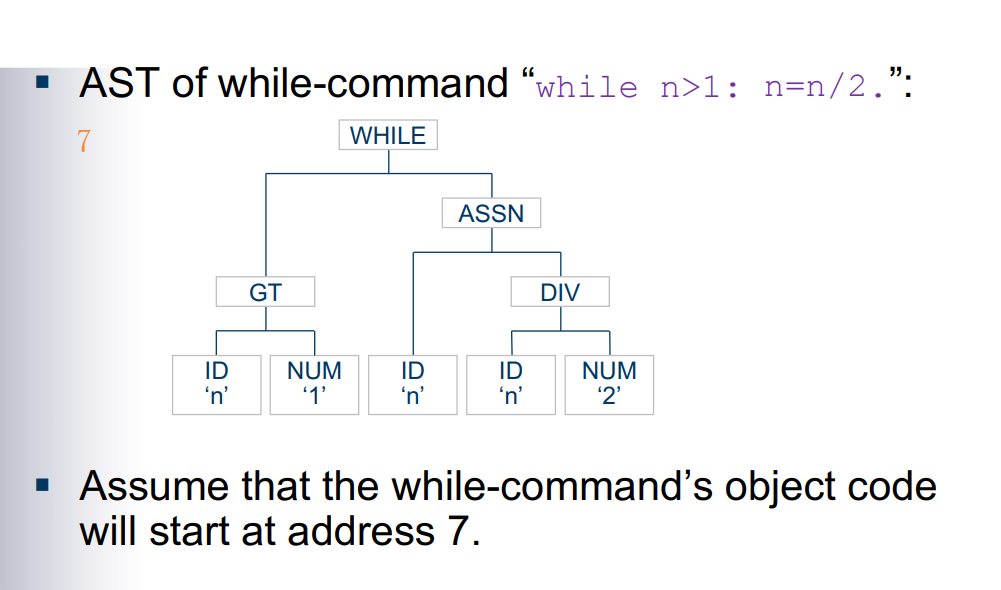 AST of while-command “while n>1: n=n/2.”:
7
WHILE
ASSN
GT
DIV
ID NUM ID ID NUM
‘n’ ‘1’ ‘n’ ‘n’ ‘2’
Assume that the while-command’s object code
will start at address 7.